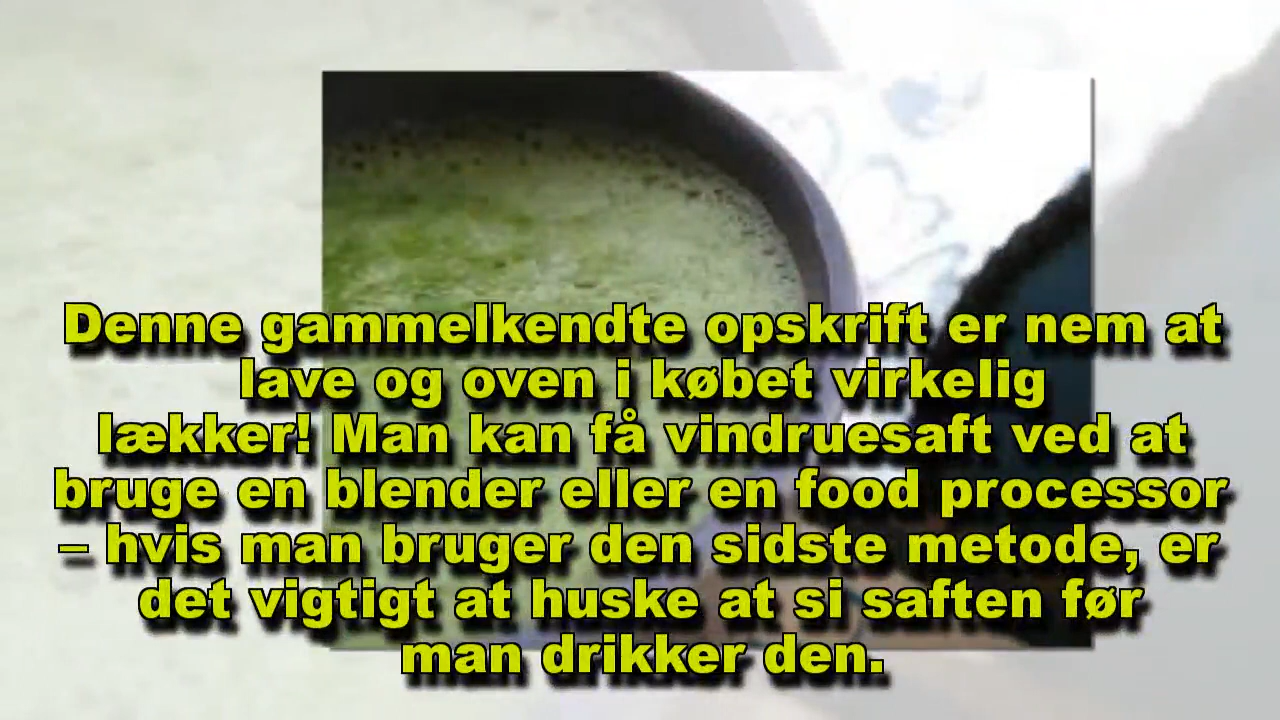 Denne gammelkendte opskrift er nem at
lave og oven i købet virkelig
lækker! Man kan få vindruesaft ved at
bruge en blender eller en food processor
– hvis man bruger den sidste metode, er
det vigtigt at huske at si saften før
man drikker den.